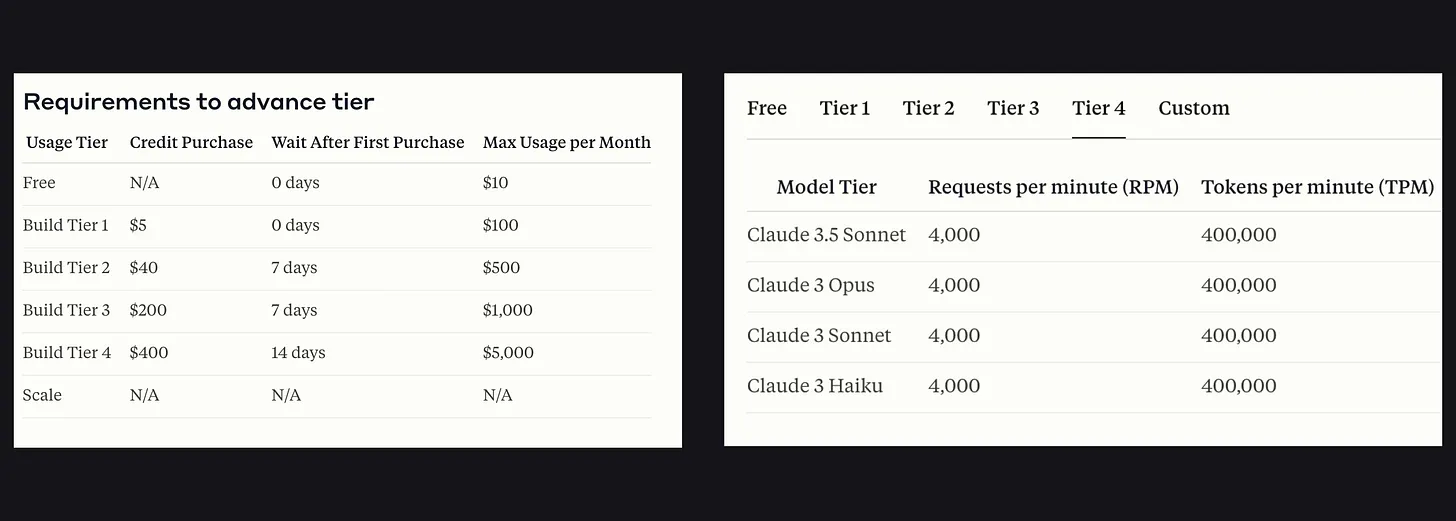 Requirements to advance tier
Usage Tier Credit Purchase Wait After First Purchase Max Usage per Month
Free N/A 0 days $10
Build Tier 1 $5 0 days $100
Build Tier 2 $40 7 days $500
Build Tier 3 $200 7 days $1,000
Build Tier 4 $400 14 days $5,000
Scale N/A N/A N/A
Free Tier 1 Tier 2 Tier 3 Tier 4 Custom
Model Tier Requests per minute (RPM) Tokens per minute (TPM)
Claude 3.5 Sonnet 4,000 400,000
Claude 3 Opus 4,000 400,000
Claude 3 Sonnet 4,000 400,000
Claude 3 Haiku 4,000 400,000